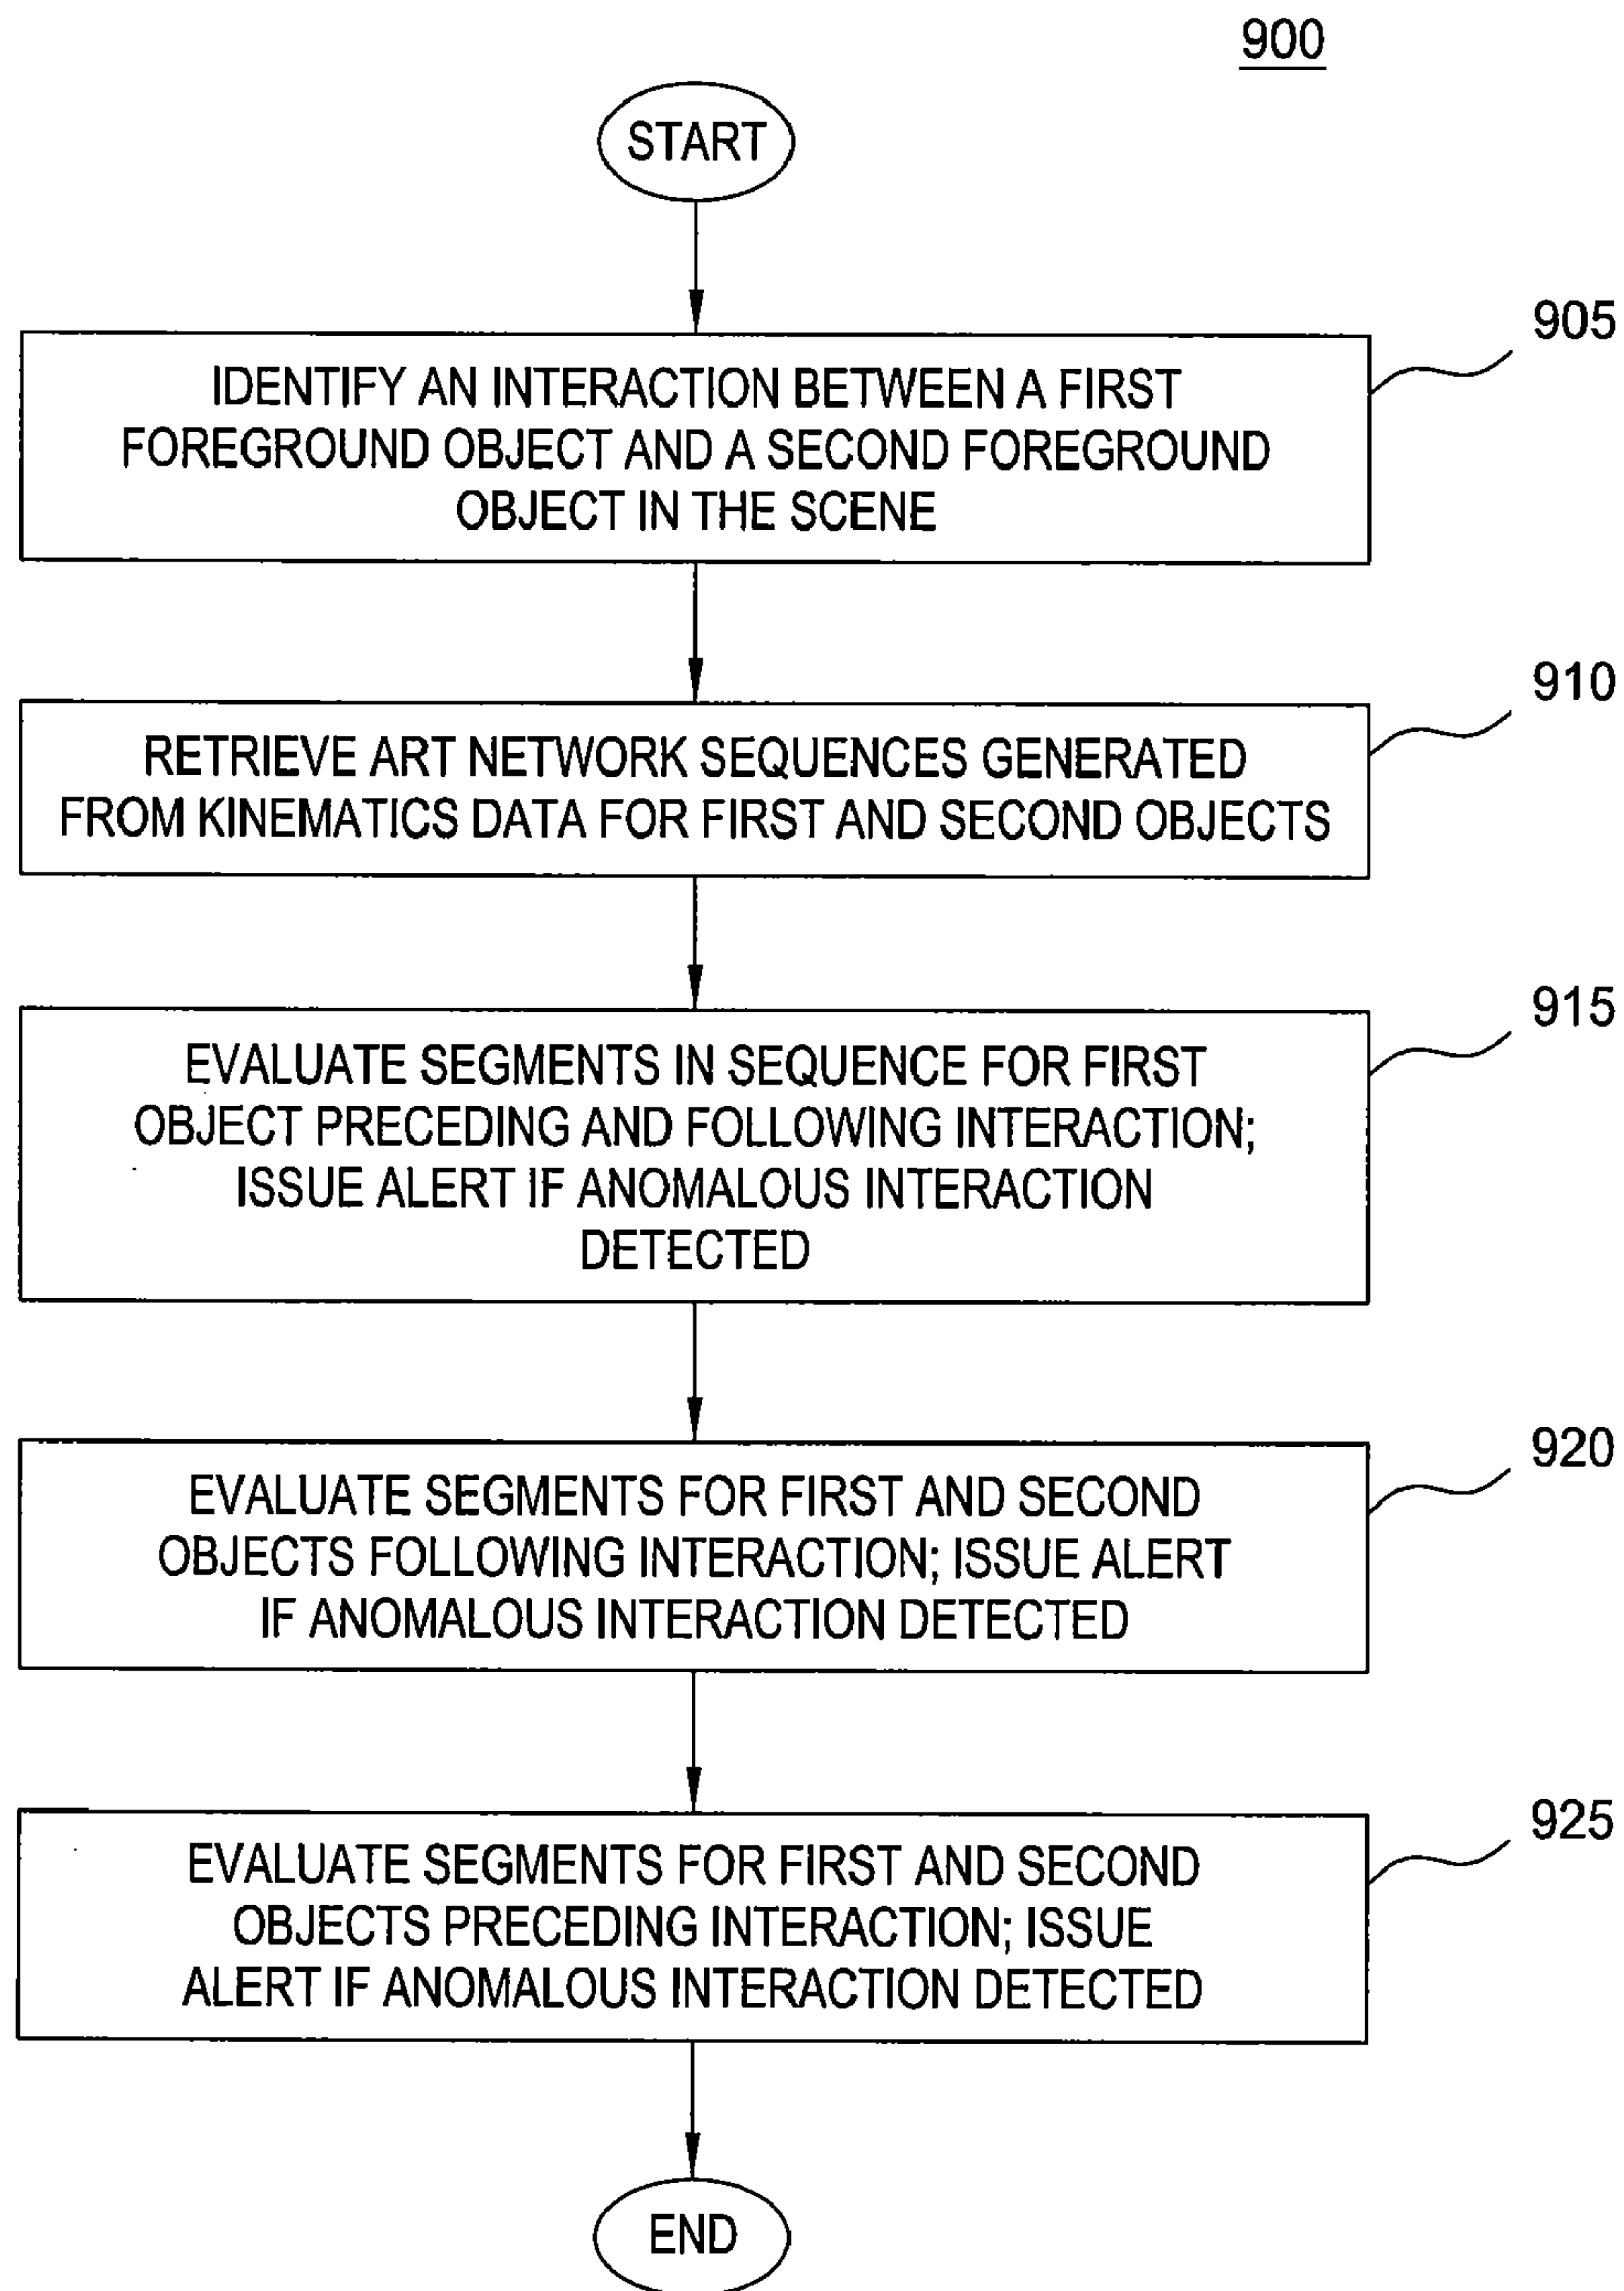 900
START
905
IDENTIFY AN INTERACTION BETWEEN A FIRST
FOREGROUND OBJECT AND A SECOND FOREGROUND
OBJECT IN THE SCENE
910
RETRIEVE ART NETWORK SEQUENCES GENERATED
FROM KINEMATICS DATA FOR FIRST AND SECOND OBJECTS
915
EVALUATE SEGMENTS IN SEQUENCE FOR FIRST
OBJECT PRECEDING AND FOLLOWING INTERACTION;
ISSUE ALERT IF ANOMALOUS INTERACTION
DETECTED
920
EVALUATE SEGMENTS FOR FIRST AND SECOND
OBJECTS FOLLOWING INTERACTION; ISSUE ALERT
IF ANOMALOUS INTERACTION DETECTED
925
EVALUATE SEGMENTS FOR FIRST AND SECOND
OBJECTS PRECEDING INTERACTION; ISSUE
ALERT IF ANOMALOUS INTERACTION DETECTED
END